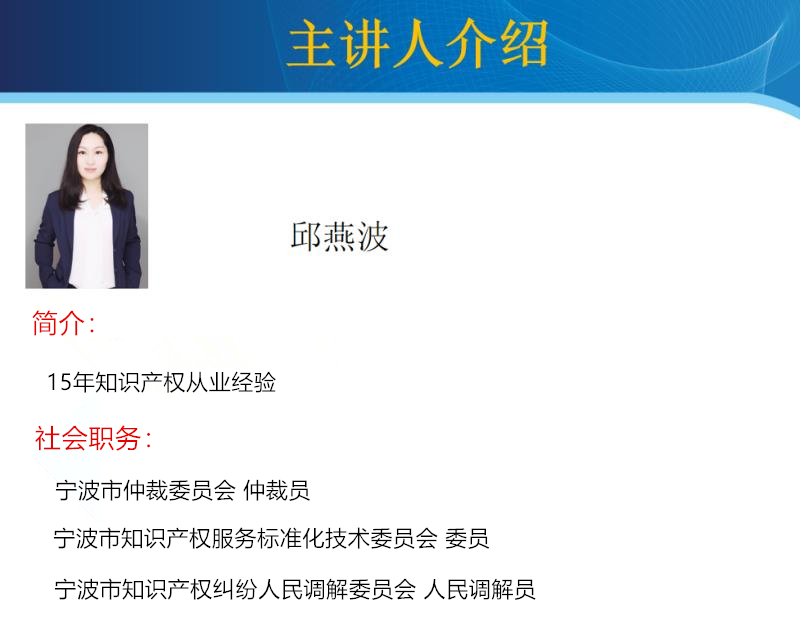 主讲人介绍
邱燕波
简介：
15年知识产权从业经验
社会职务：
宁波市仲裁委员会 仲裁员
宁波市知识产权服务标准化技术委员会 委员
宁波市知识产权纠纷人民调解委员会 人民调解员